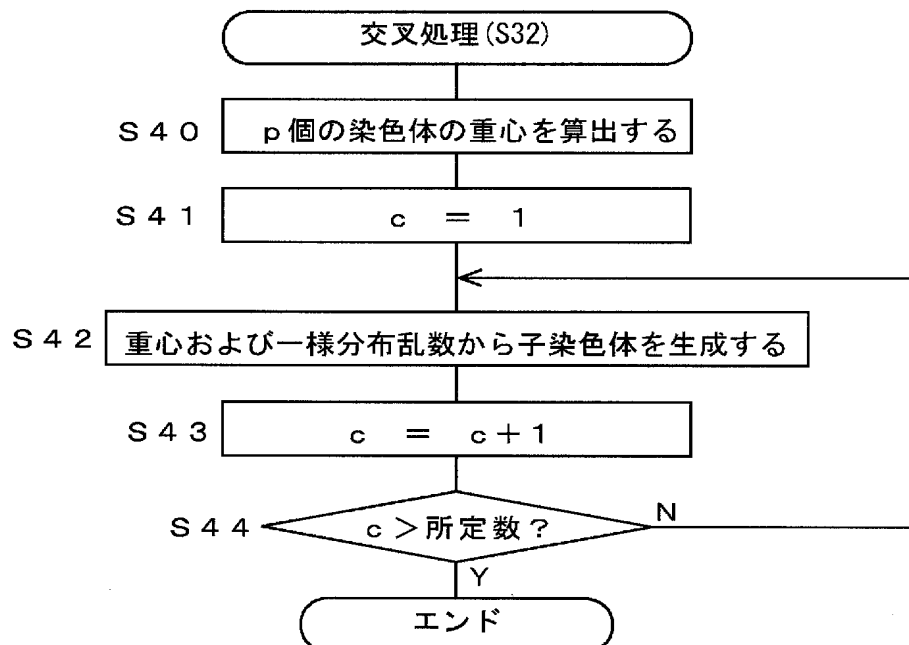 交叉処理(S32)
S40 p個の染色体の重心を算出する
S41 c = 1
S42 重心および一様分布乱数から子染色体を生成する
S43 c = c+1
S44 c>所定数? N
Y
エンド